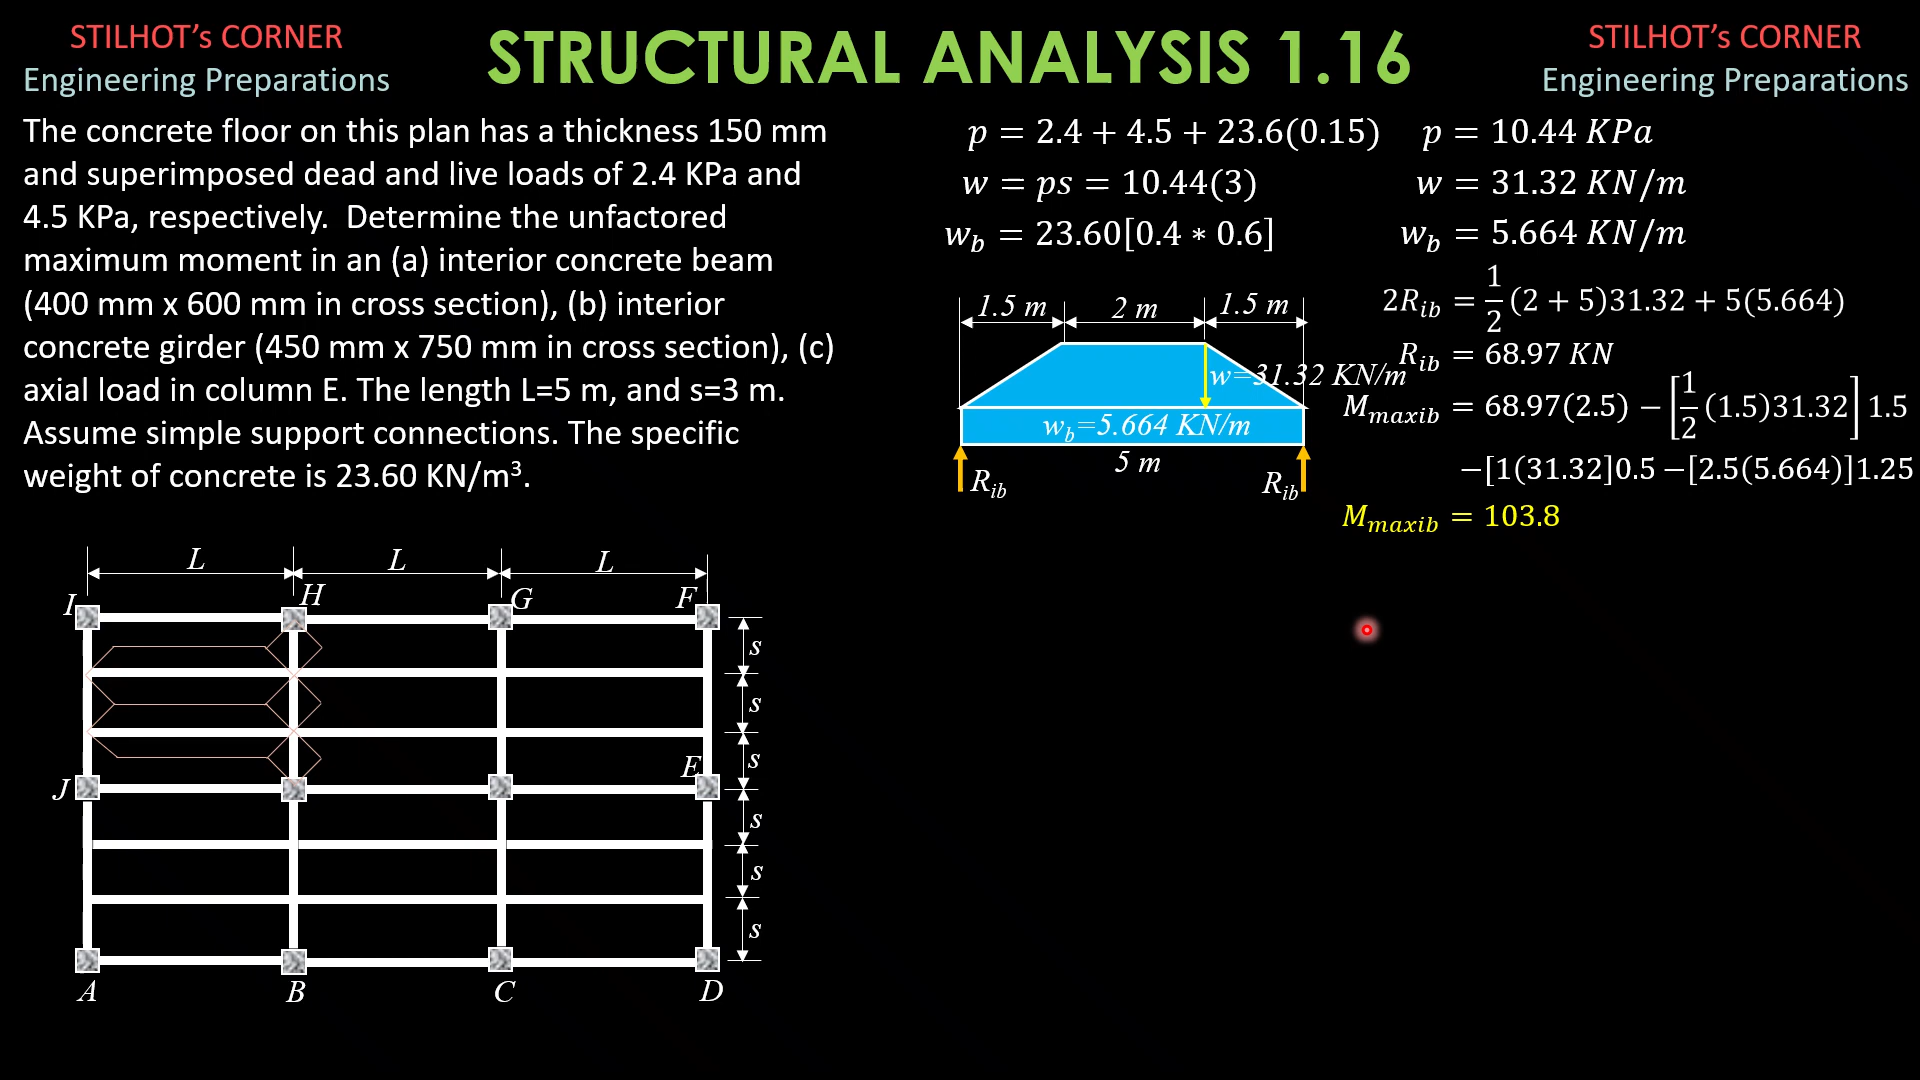 STILHOT's CORNER
Engineering Preparations
STRUCTURAL ANALYSIS 1.16
STILHOT's CORNER
Engineering Preparations
The concrete floor on this plan has a thickness 150 mm
and superimposed dead and live loads of 2.4 KPa and
4.5 KPa, respectively. Determine the unfactored
maximum moment in an (a) interior concrete beam
(400 mm x 600 mm in cross section), (b) interior
concrete girder (450 mm x 750 mm in cross section), (c)
axial load in column E. The length L=5 m, and s=3 m.
Assume simple support connections. The specific
weight of concrete is 23.60 KN/m³.
p = 2.4 + 4.5 + 23.6(0.15) p = 10.44 KPa
w = ps = 10.44(3) w = 31.32 KN/m
w_b = 23.60[0.4 * 0.6] w_b = 5.664 KN/m
2R_ib = 1/2 (2 + 5)31.32 + 5(5.664)
R_ib = 68.97 KN
M_maxib = 68.97(2.5) − [1/2 (1.5)31.32] 1.5
−[1(31.32]0.5 −[2.5(5.664)]1.25
M_maxib = 103.8
1.5 m 2 m 1.5 m
w=31.32 KN/m
w_b=5.664 KN/m
5 m
R_ib R_ib
L L L
I H G F
s
s
s
J E
s
s
s
A B C D